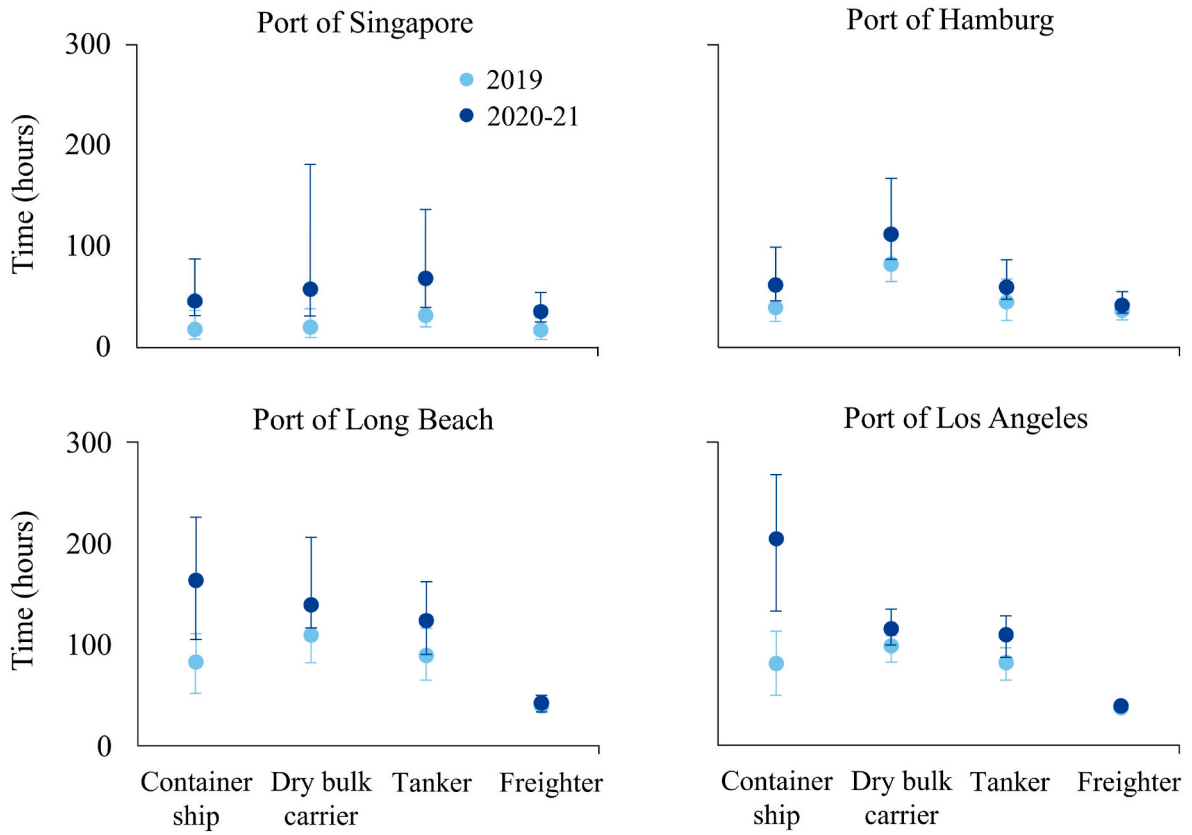 Port of Singapore
Port of Hamburg
300
200
100
0
Time (hours)
2019
2020-21
Port of Long Beach
Port of Los Angeles
300
200
100
0
Time (hours)
Container
ship
Dry bulk
carrier
Tanker
Freighter
Container
ship
Dry bulk
carrier
Tanker
Freighter